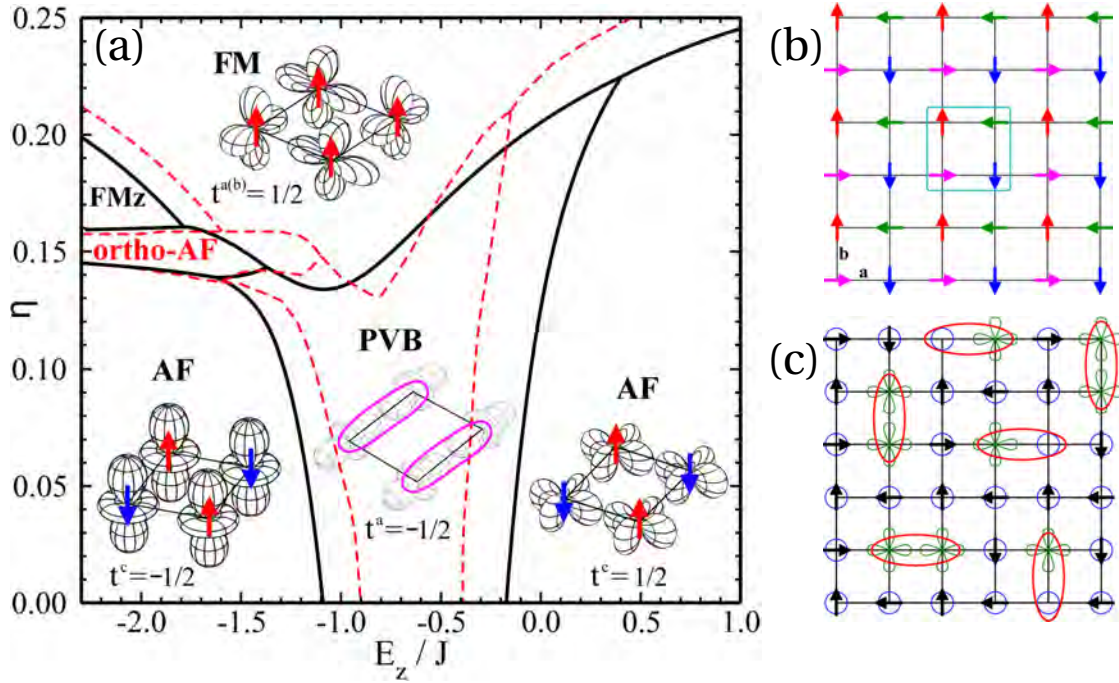 (a)
0.25
0.20
0.15
0.10
0.05
0.00
η
-2.0
-1.5
-1.0
-0.5
0.0
0.5
1.0
E_z / J
FM
t^{a(b)}=1/2
FMz
ortho-AF
AF
t^c=-1/2
PVB
t^a=-1/2
AF
t^c=1/2
(b)
b
a
(c)